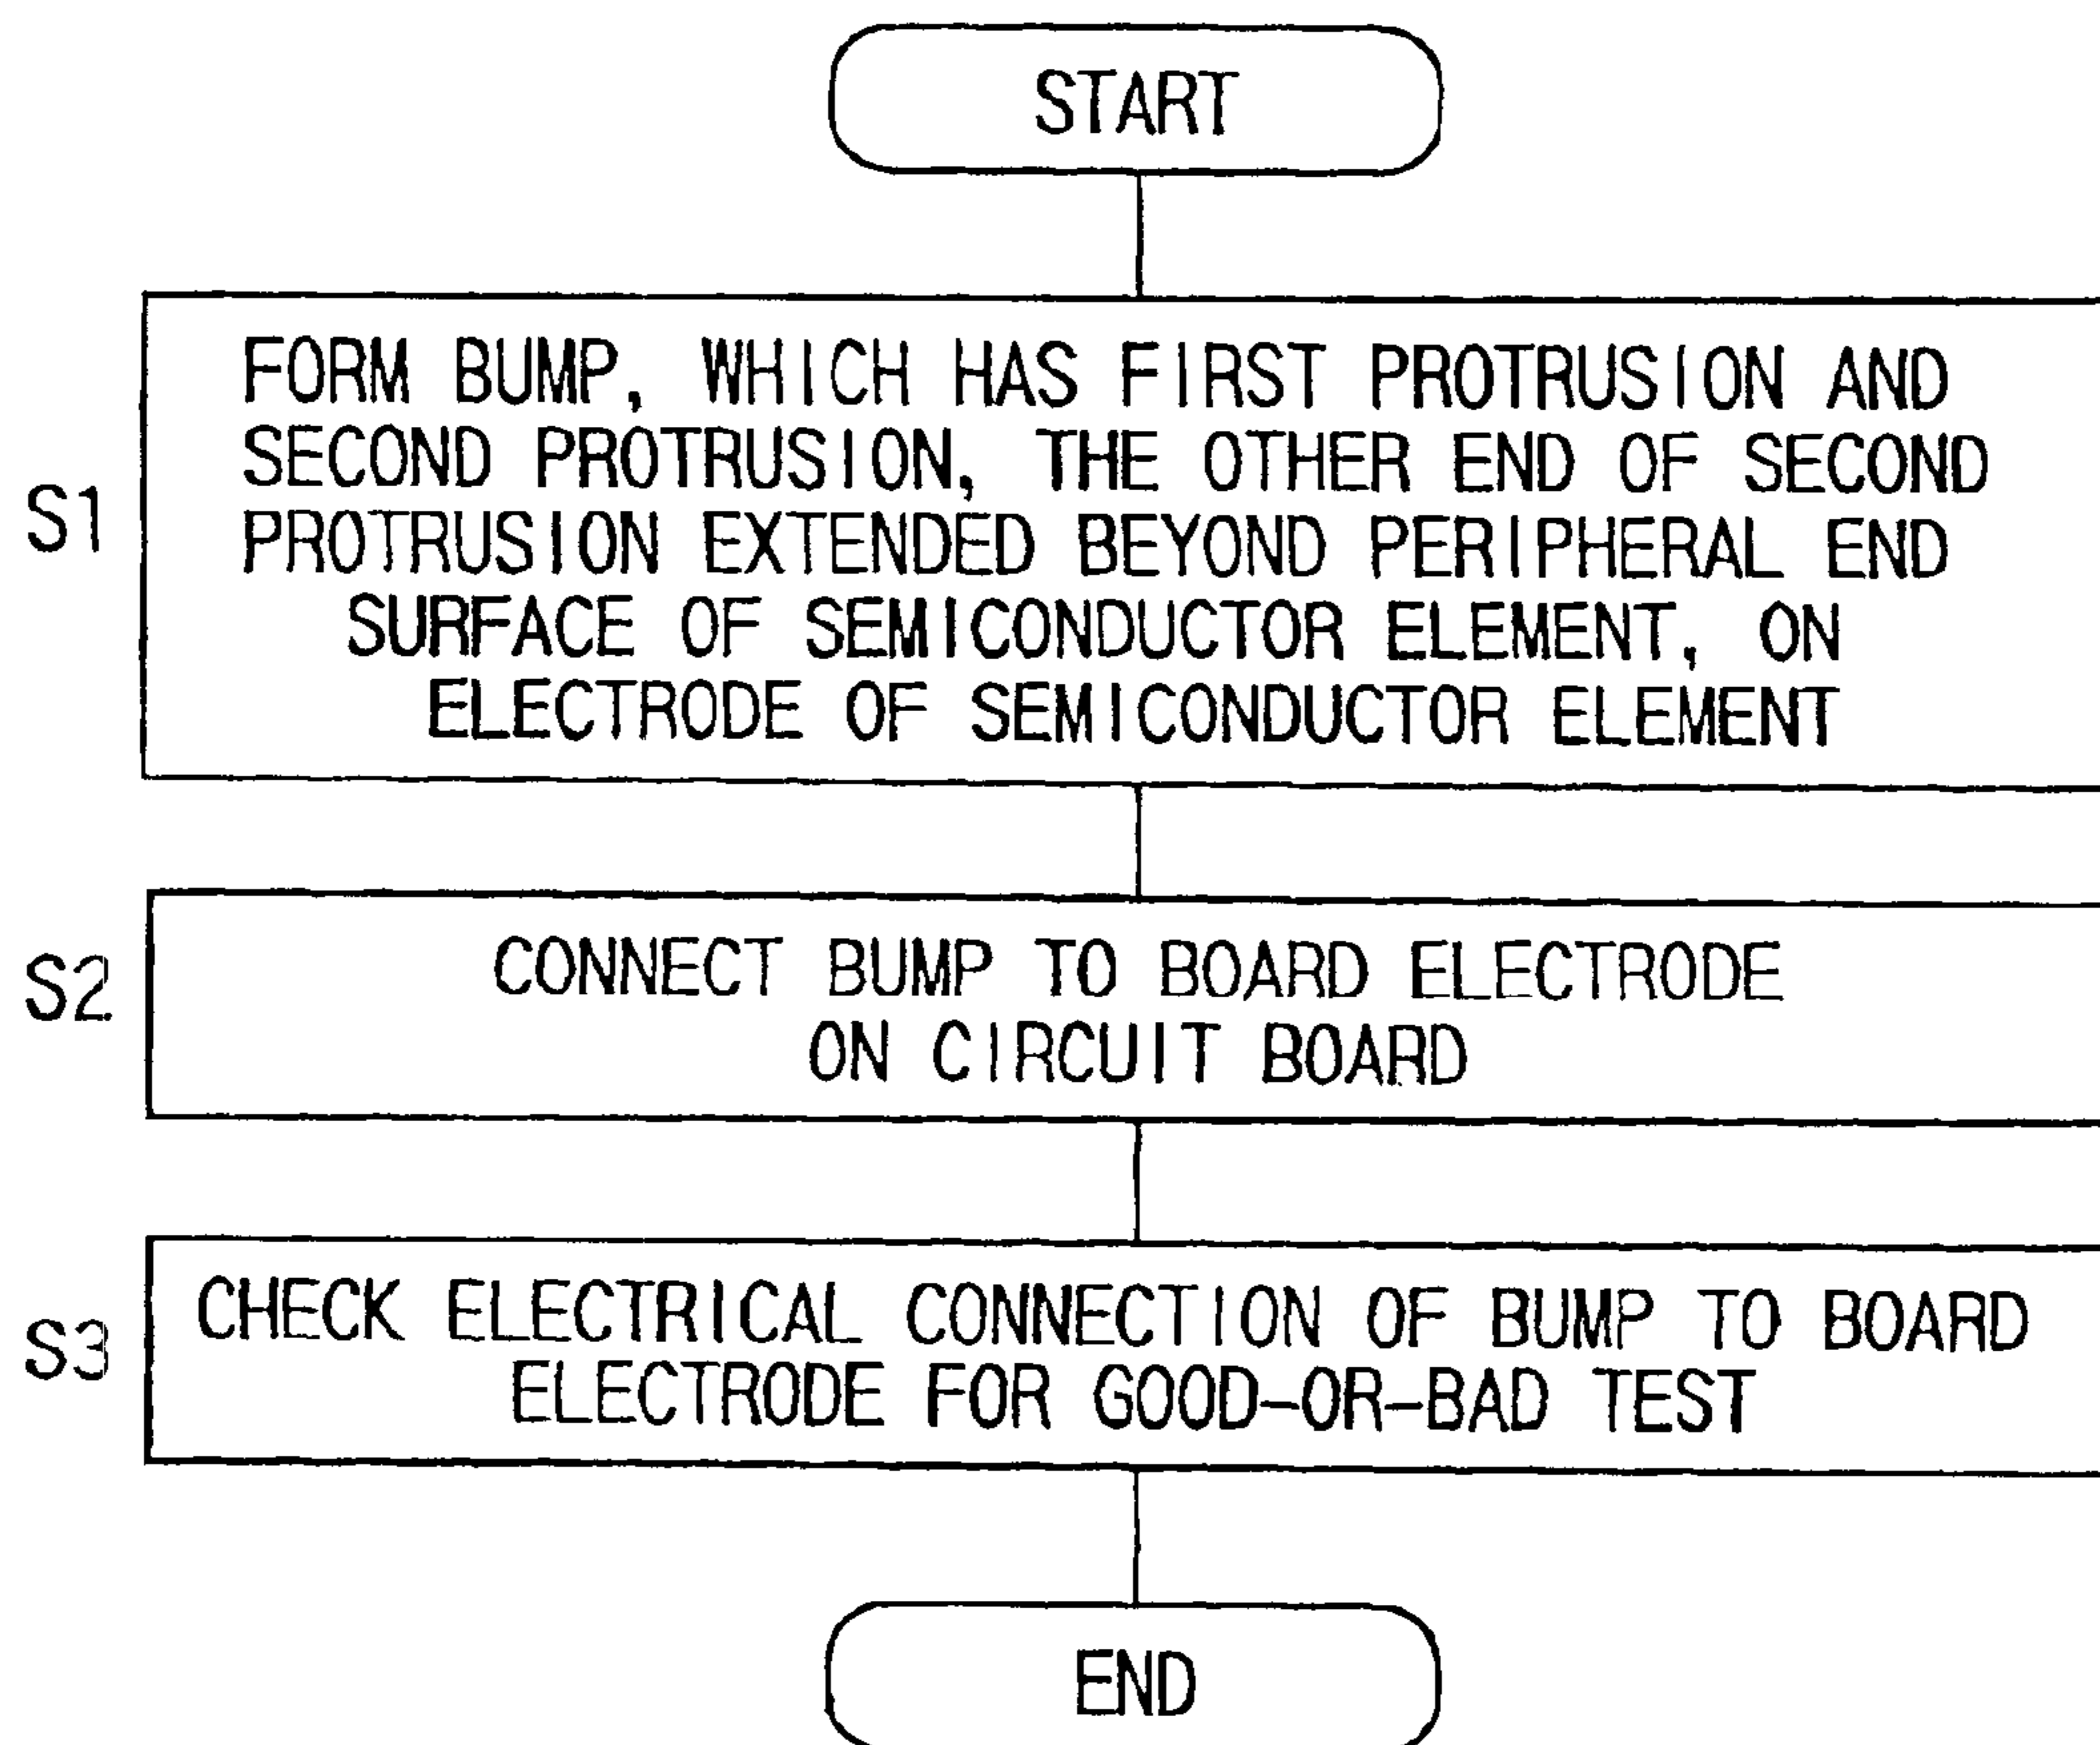 START
FORM BUMP, WHICH HAS FIRST PROTRUSION AND
SECOND PROTRUSION, THE OTHER END OF SECOND
PROTRUSION EXTENDED BEYOND PERIPHERAL END
SURFACE OF SEMICONDUCTOR ELEMENT, ON
ELECTRODE OF SEMICONDUCTOR ELEMENT
S1
CONNECT BUMP TO BOARD ELECTRODE
ON CIRCUIT BOARD
S2
CHECK ELECTRICAL CONNECTION OF BUMP TO BOARD
ELECTRODE FOR GOOD-OR-BAD TEST
S3
END